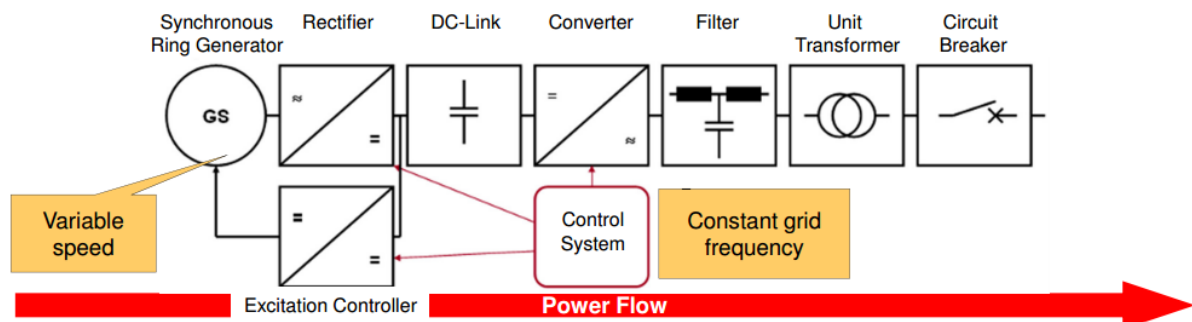 Synchronous
Ring Generator
Rectifier
DC-Link
Converter
Filter
Unit
Transformer
Circuit
Breaker
GS
≈
=
=
≈
=
=
Variable
speed
Control
System
Constant grid
frequency
Excitation Controller
Power Flow